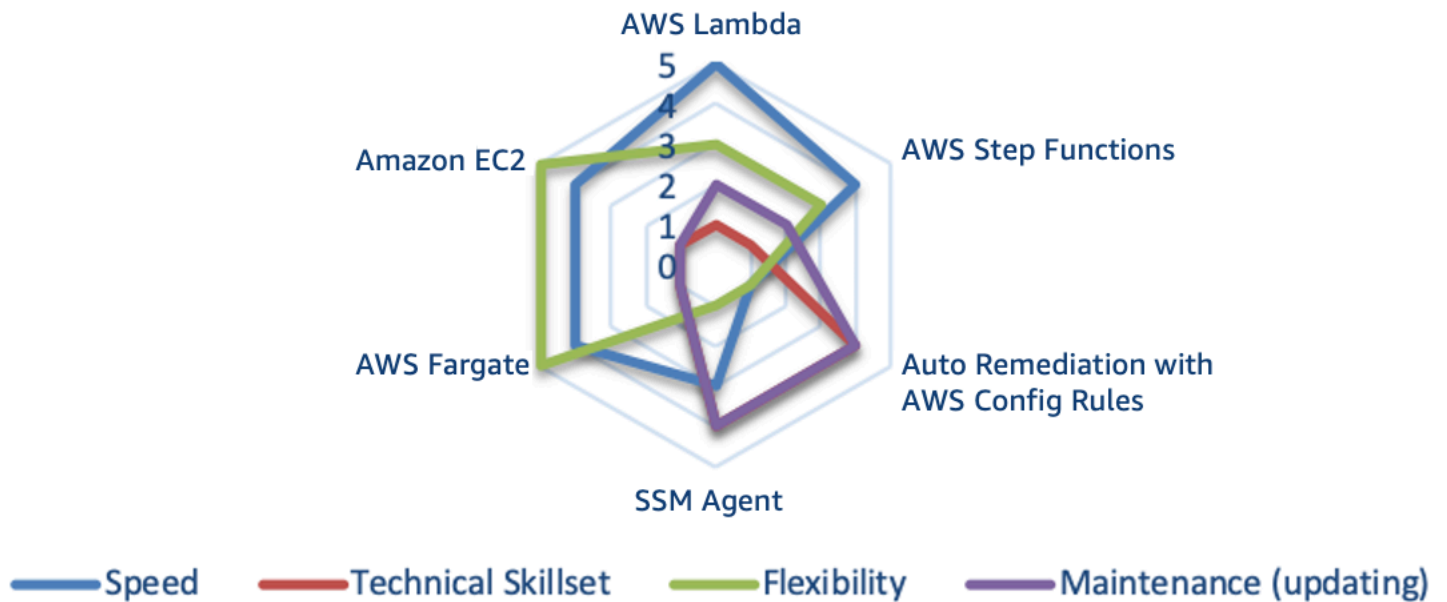 AWS Lambda
5
4
3
2
1
0
AWS Step Functions
Amazon EC2
AWS Fargate
Auto Remediation with
AWS Config Rules
SSM Agent
Speed
Technical Skillset
Flexibility
Maintenance (updating)